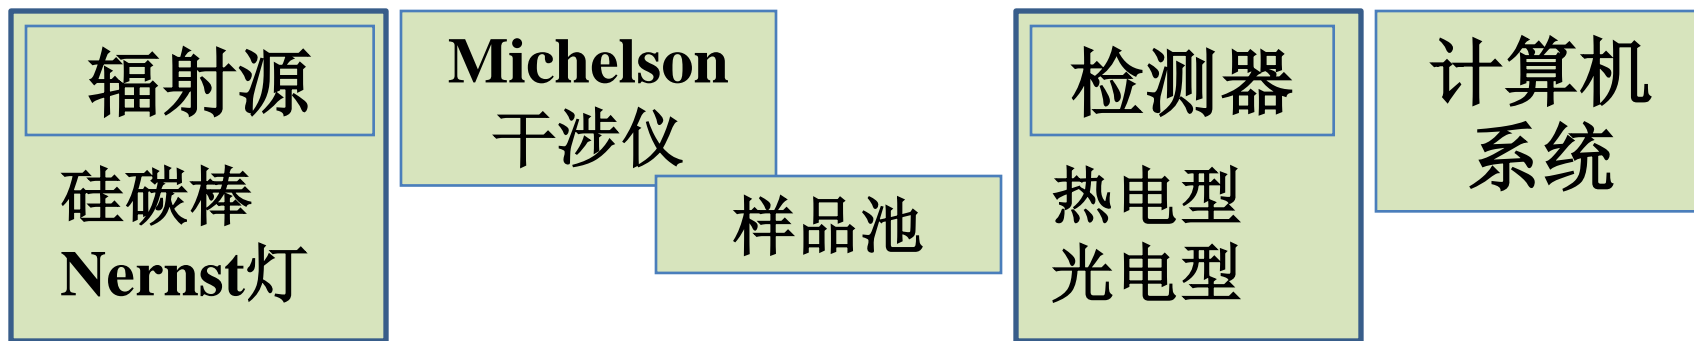 辐射源
硅碳棒
Nernst灯
Michelson
干涉仪
样品池
检测器
热电型
光电型
计算机
系统